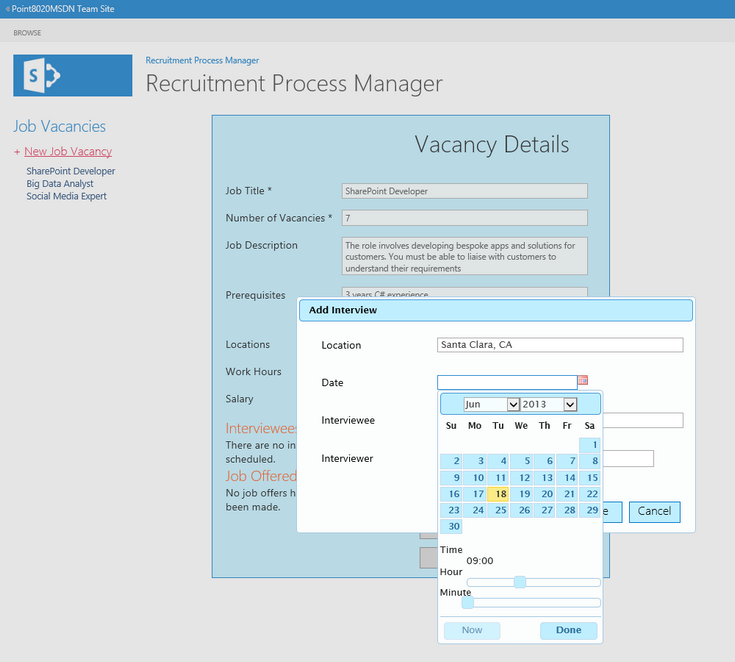 Point8020MSDN Team Site
BROWSE
S
Recruitment Process Manager
Recruitment Process Manager
Job Vacancies
+ New Job Vacancy
SharePoint Developer
Big Data Analyst
Social Media Expert
Vacancy Details
Job Title * SharePoint Developer
Number of Vacancies * 7
Job Description
The role involves developing bespoke apps and solutions for
customers. You must be able to liaise with customers to
understand their requirements
Prerequisites 3 years C# experience
Locations
Work Hours
Salary
Interviewees
There are no in
scheduled.
Job Offered
No job offers h
been made.
Add Interview
Location Santa Clara, CA
Date
Interviewee
Interviewer
e Cancel
Jun 2013
Su Mo Tu We Th Fr Sa
1
2 3 4 5 6 7 8
9 10 11 12 13 14 15
16 17 18 19 20 21 22
23 24 25 26 27 28 29
30
Time
09:00
Hour
Minute
Now Done